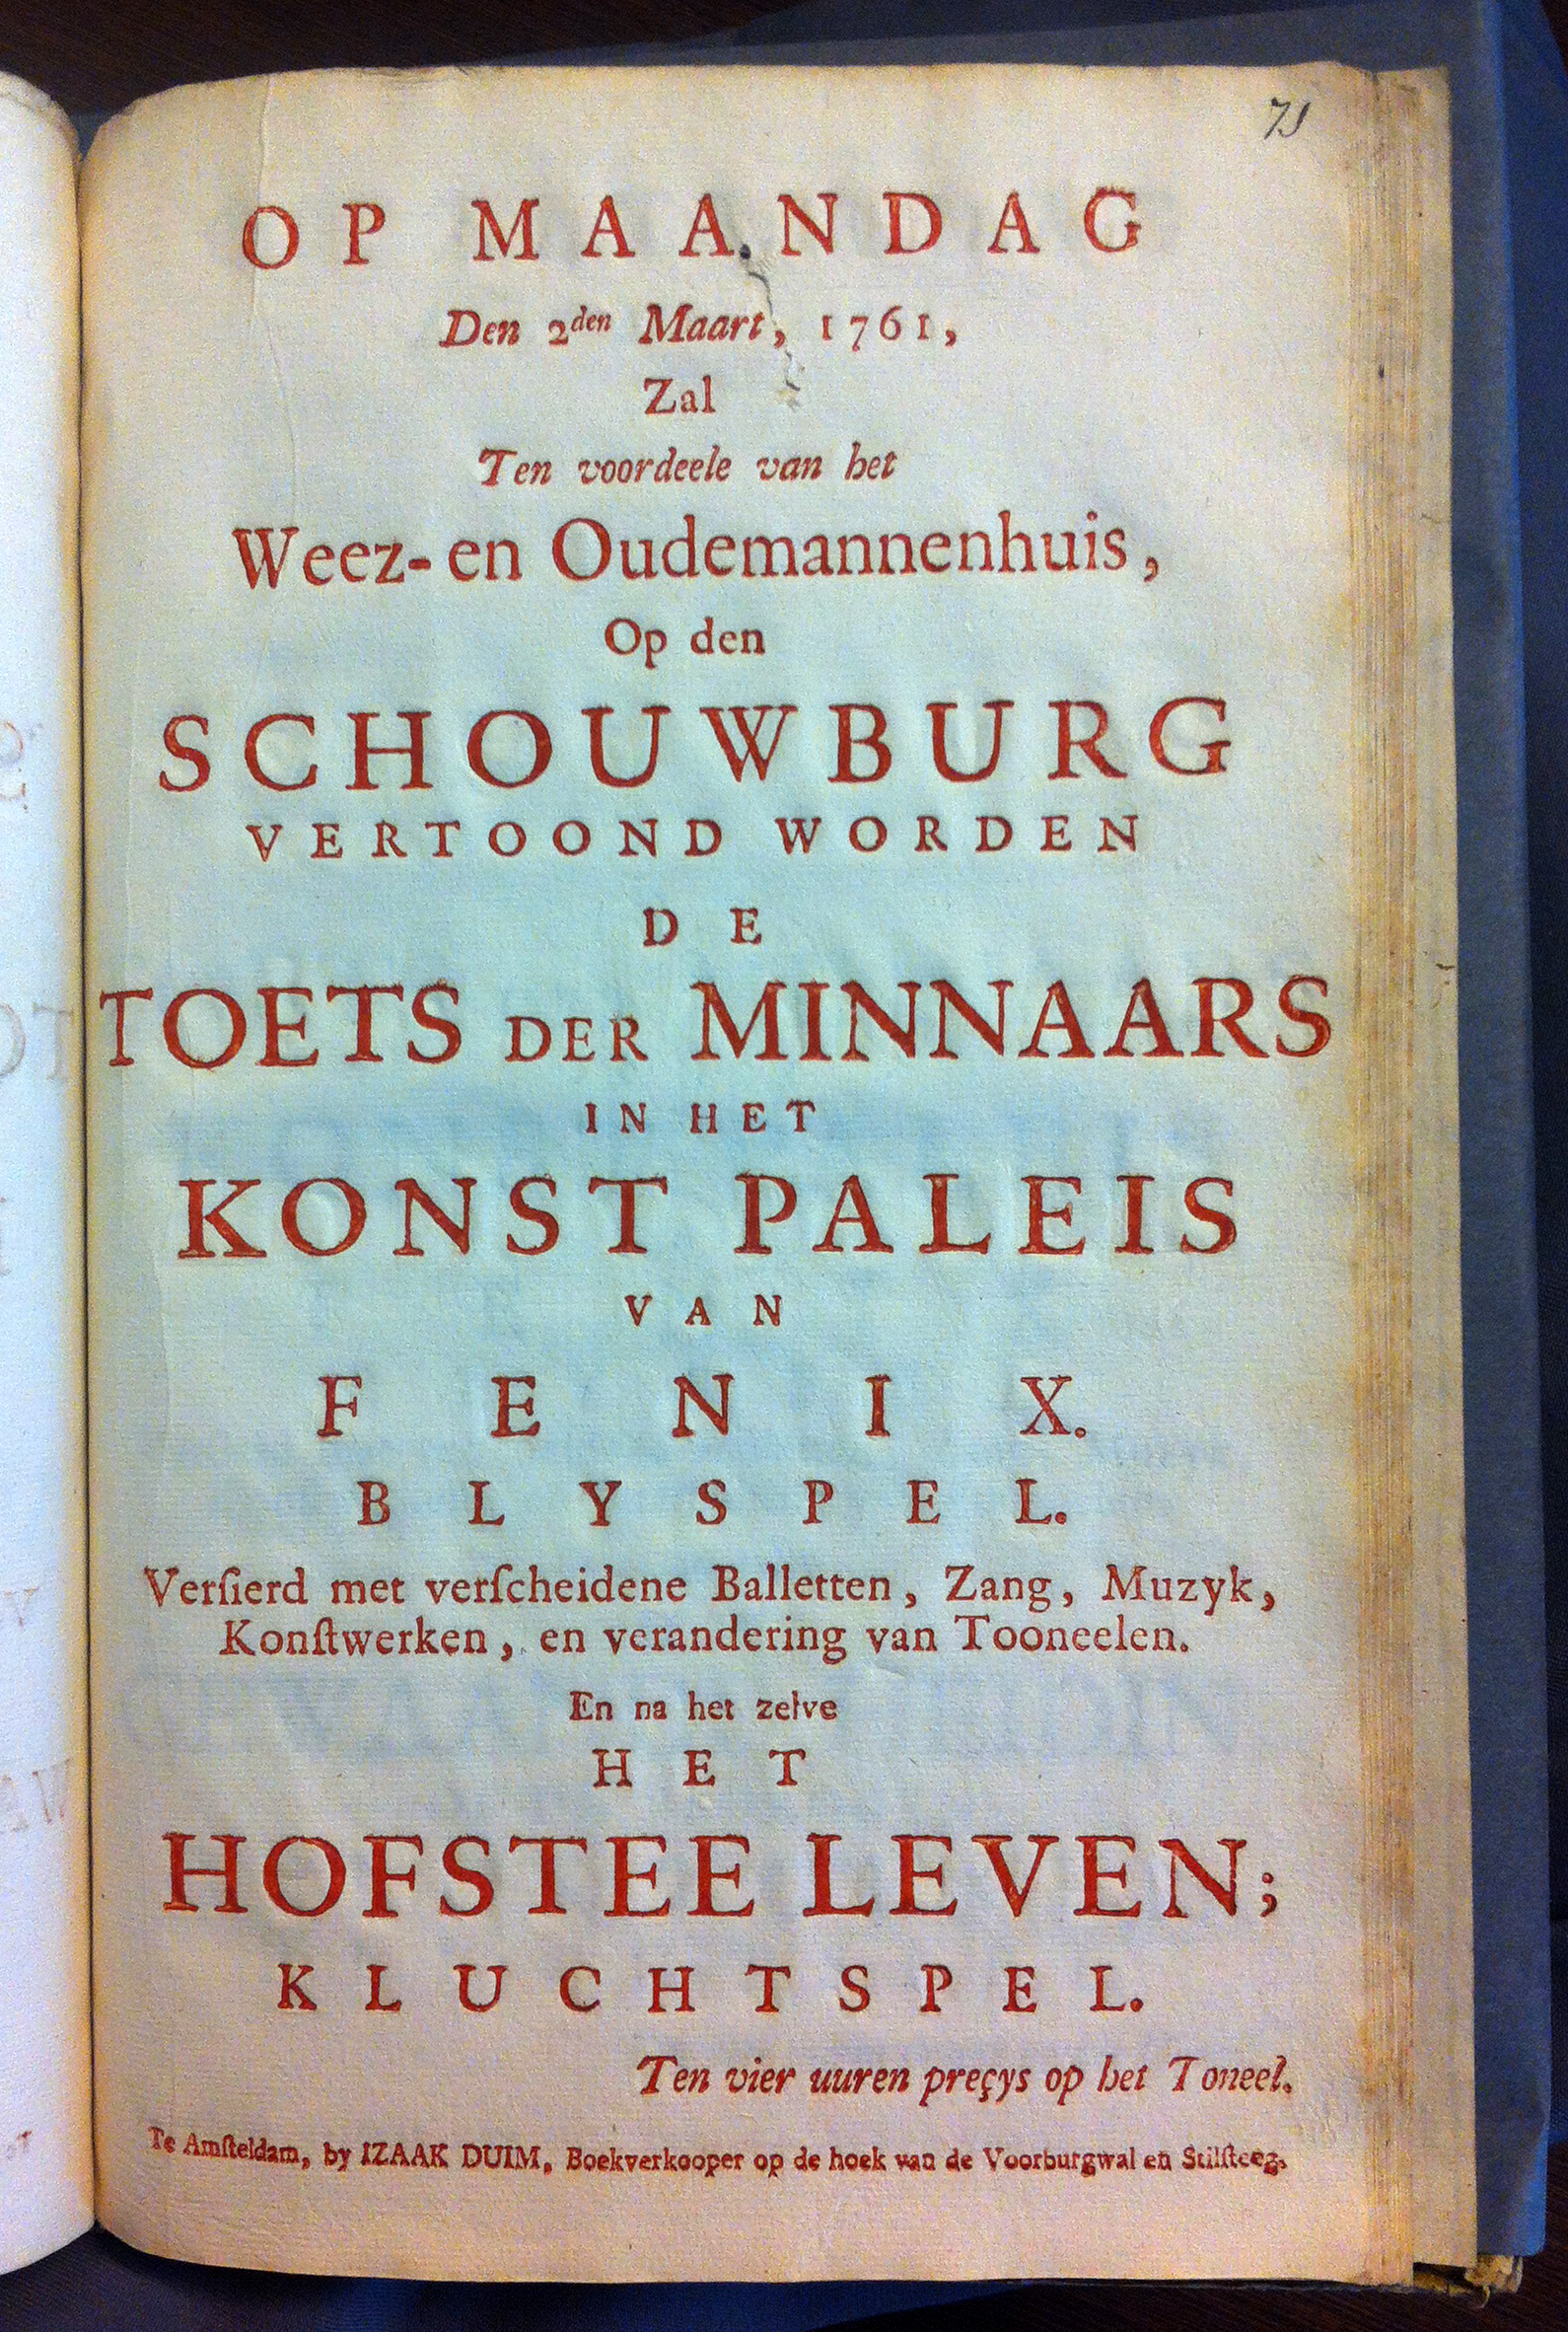 71
OP MAANDAG
Den 2den Maart, 1761,
Zal
Ten voordeele van het
Weez- en Oudemannenhuis,
Op den
SCHOUWBURG
VERTOOND WORDEN
DE
TOETS DER MINNAARS
IN HET
KONST PALEIS
VAN
FENIX.
BLYSPEL.
Verſierd met verſcheidene Balletten, Zang, Muzyk,
Konſtwerken, en verandering van Tooneelen.
En na het zelve
HET
HOFSTEE LEVEN;
KLUCHTSPEL.
Ten vier uuren preçys op het Toneel.
Te Amſteldam, by IZAAK DUIM, Boekverkooper op de hoek van de Voorburgwal en Stilſteeg.